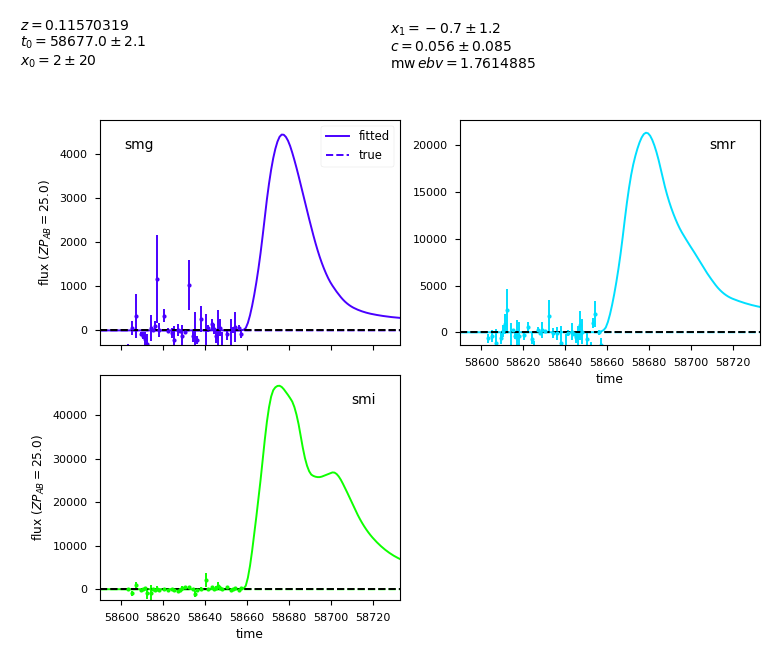 z = 0.11570319
t₀ = 58677.0 ± 2.1
x₀ = 2 ± 20
x₁ = −0.7 ± 1.2
c = 0.056 ± 0.085
mw ebv = 1.7614885
smg
fitted
true
4000
3000
2000
1000
0
flux (ZP_AB = 25.0)
smr
20000
15000
10000
5000
0
58600 58620 58640 58660 58680 58700 58720
time
smi
40000
30000
20000
10000
0
flux (ZP_AB = 25.0)
58600 58620 58640 58660 58680 58700 58720
time